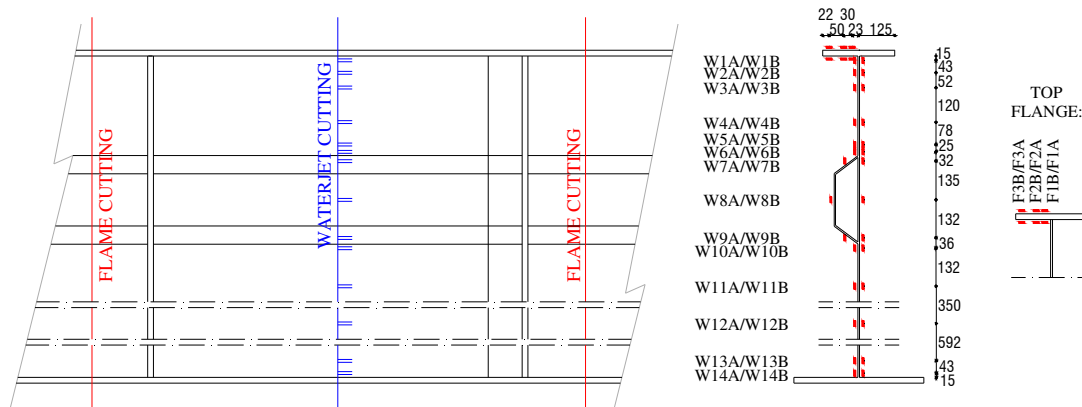 22 30
50 23 125
FLAME CUTTING
WATERJET CUTTING
FLAME CUTTING
W1A/W1B
W2A/W2B
W3A/W3B
W4A/W4B
W5A/W5B
W6A/W6B
W7A/W7B
W8A/W8B
W9A/W9B
W10A/W10B
W11A/W11B
W12A/W12B
W13A/W13B
W14A/W14B
15
43
52
120
78
25
32
135
132
36
132
350
592
43
15
TOP
FLANGE:
F3B/F3A
F2B/F2A
F1B/F1A